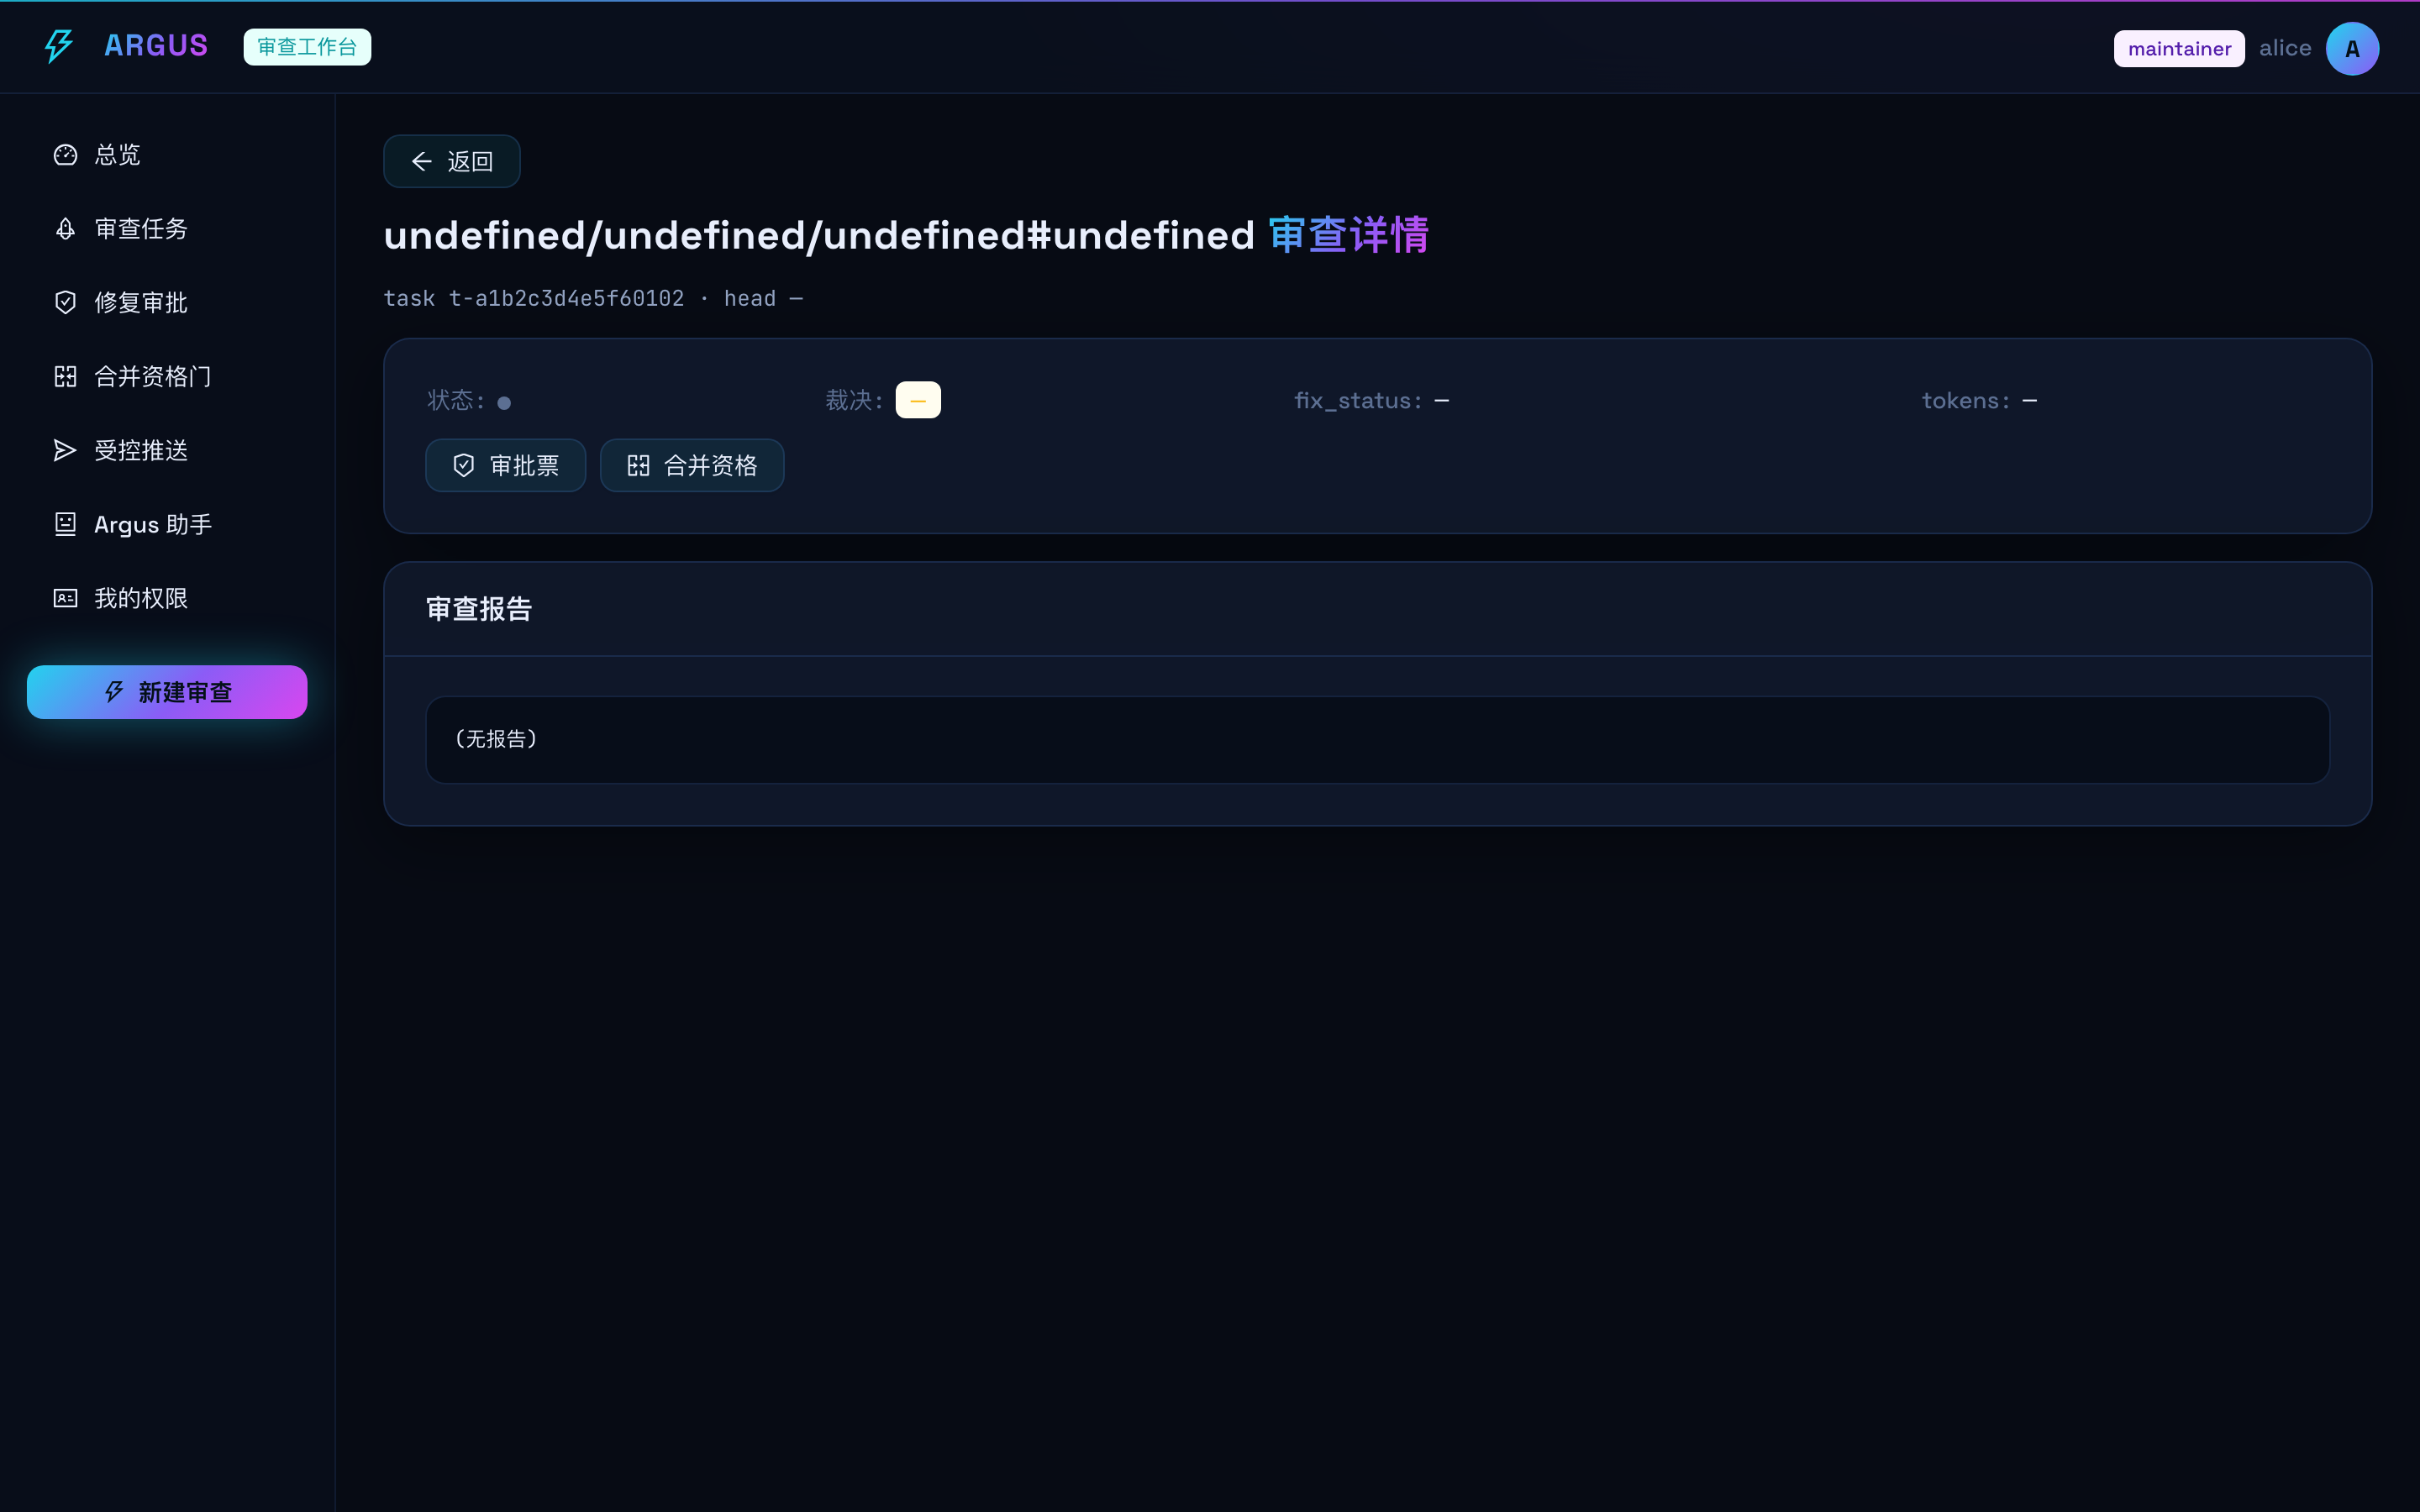 ARGUS 审查工作台 maintainer alice A
总览
审查任务
修复审批
合并资格门
受控推送
Argus 助手
我的权限
新建审查
返回
undefined/undefined/undefined#undefined 审查详情
task t-a1b2c3d4e5f60102 · head —
状态: 裁决: — fix_status: — tokens: —
审批票 合并资格
审查报告
(无报告)